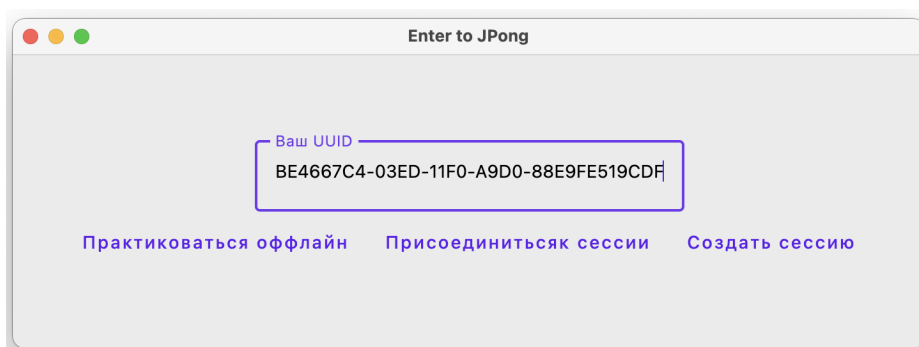 Enter to JPong
Ваш UUID
BE4667C4-03ED-11F0-A9D0-88E9FE519CDF
Практиковаться оффлайн Присоединитьсяк сессии Создать сессию